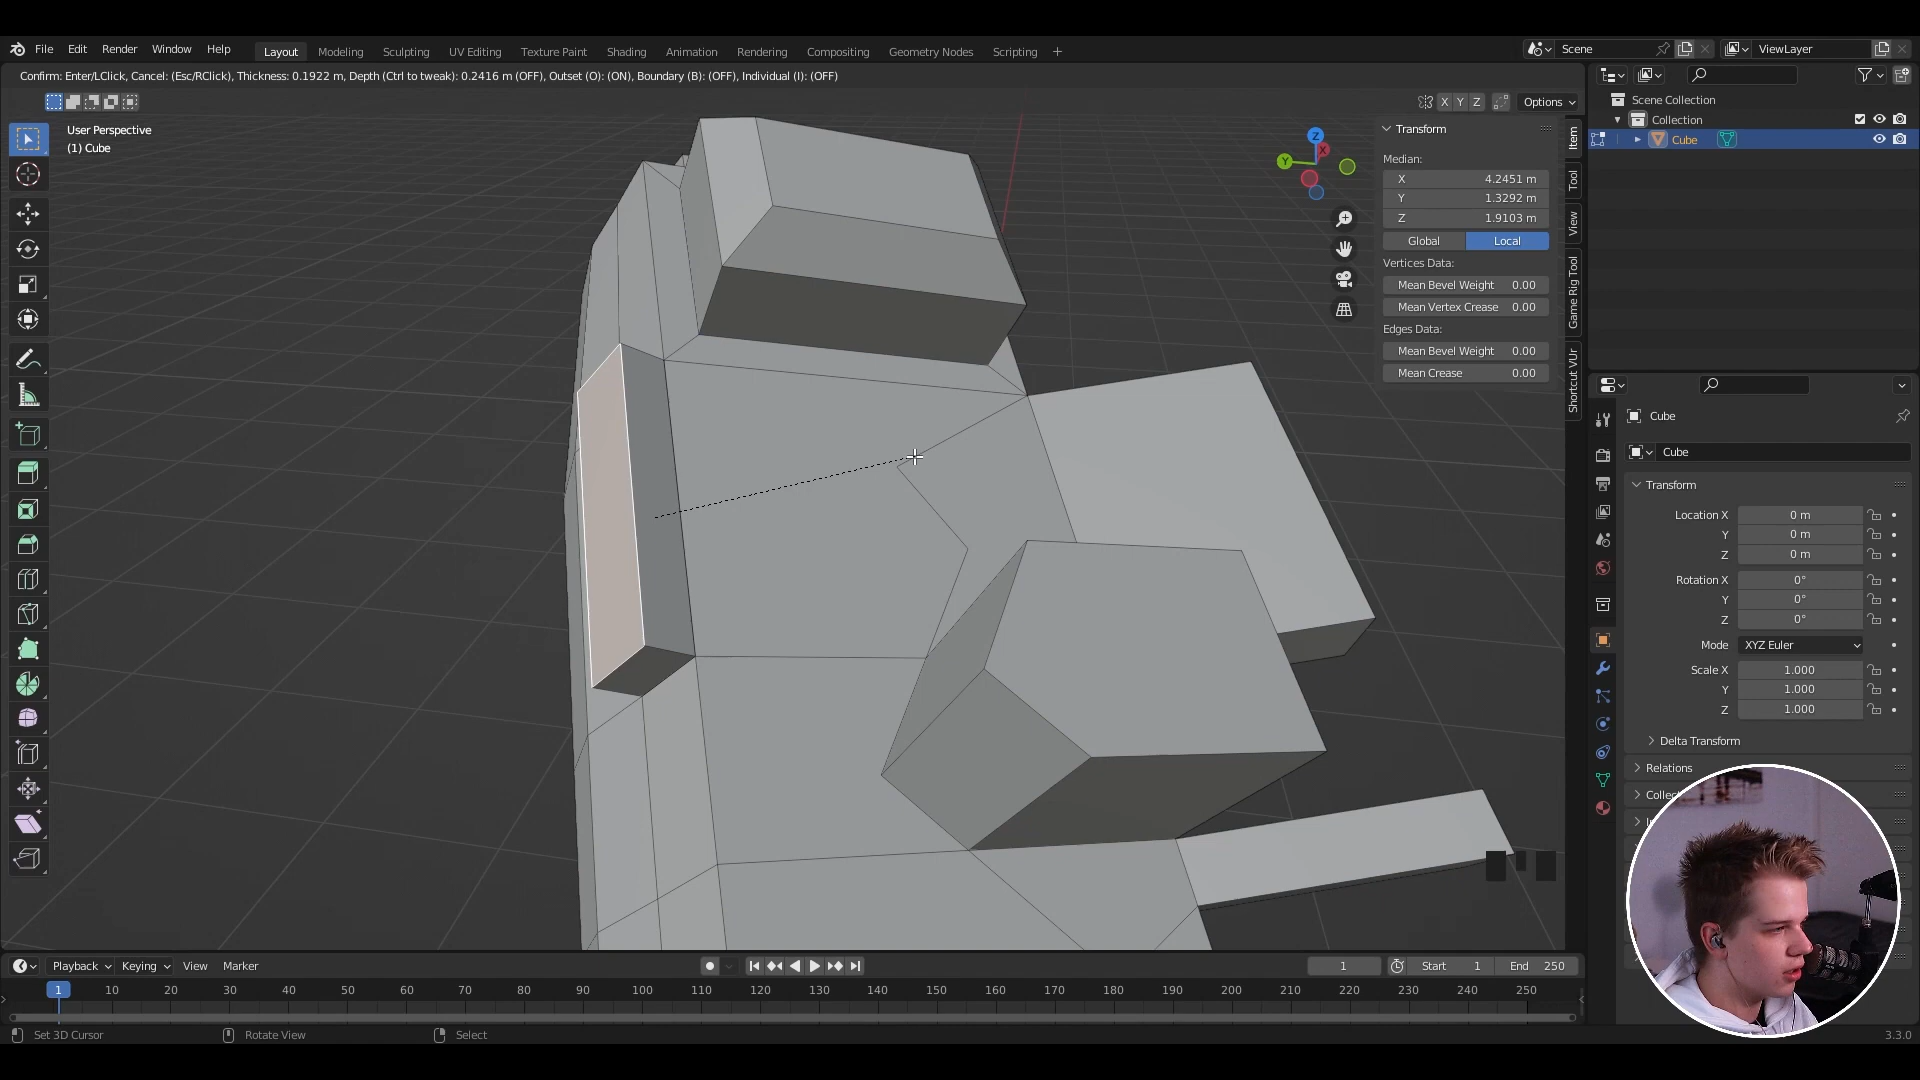 File Edit Render Window Help
Layout Modeling Sculpting UV Editing Texture Paint Shading Animation Rendering Compositing Geometry Nodes Scripting +
Scene
ViewLayer
Confirm: Enter/LClick, Cancel: (Esc/RClick), Thickness: 0.1922 m, Depth (Ctrl to tweak): 0.2416 m (OFF), Outset (O): (ON), Boundary (B): (OFF), Individual (I): (OFF)
X Y Z Options
User Perspective
(1) Cube
Z
X
Y
Transform
Median:
X 4.2451 m
Y 1.3292 m
Z 1.9103 m
Global Local
Vertices Data:
Mean Bevel Weight 0.00
Mean Vertex Crease 0.00
Edges Data:
Mean Bevel Weight 0.00
Mean Crease 0.00
Item
Tool
View
Game Rig Tool
Shortcut VUr
Scene Collection
Collection
Cube
Cube
Cube
Transform
Location X 0 m
Y 0 m
Z 0 m
Rotation X 0°
Y 0°
Z 0°
Mode XYZ Euler
Scale X 1.000
Y 1.000
Z 1.000
Delta Transform
Relations
Playback Keying View Marker
1 Start 1 End 250
1 10 20 30 40 50 60 70 80 90 100 110 120 130 140 150 160 170 180 190 200 210 220 230 240 250
Set 3D Cursor Rotate View Select
3.3.0